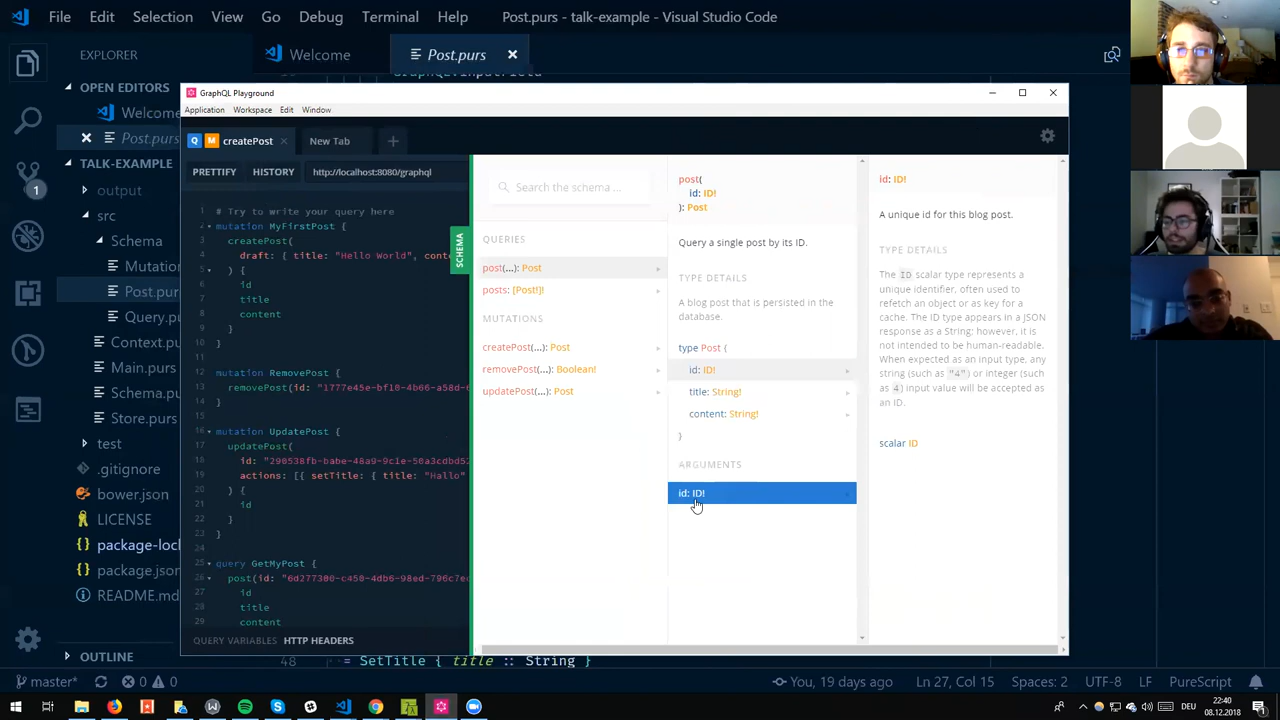 File Edit Selection View Go Debug Terminal Help Post.purs - talk-example - Visual Studio Code
EXPLORER
Welcome
Post.purs
OPEN EDITORS
Welcome
Post.purs
TALK-EXAMPLE
output
src
Schema
Mutation
Post.pur
Query.pu
Context.pu
Main.purs
Schema.pu
Store.purs
test
.gitignore
bower.json
LICENSE
package-loc
package.json
README.md
OUTLINE
1
GraphQL Playground
Application Workspace Edit Window
Q M createPost
New Tab
PRETTIFY HISTORY http://localhost:8080/graphql
1 # Try to write your query here
2 mutation MyFirstPost {
3 createPost(
4 draft: { title: "Hello World", conte
5 ) {
6 id
7 title
8 content
9 }
10 }
11
12 mutation RemovePost {
13 removePost(id: "1777e45e-bf18-4b66-a58d-6
14 }
15
16 mutation UpdatePost {
17 updatePost(
18 id: "290538fb-babe-48a9-9c1e-50a3cdbd52
19 actions: [{ setTitle: { title: "Hello"
20 ) {
21 id
22 }
23 }
24
25 query GetMyPost {
26 post(id: "6d277300-c450-4db6-98ed-796c7ec
27 id
28 title
29 content
QUERY VARIABLES HTTP HEADERS
SCHEMA
Search the schema ...
QUERIES
post(...): Post
posts: [Post!]!
MUTATIONS
createPost(...): Post
removePost(...): Boolean!
updatePost(...): Post
post(
id: ID!
): Post
Query a single post by its ID.
TYPE DETAILS
A blog post that is persisted in the
database.
type Post {
id: ID!
title: String!
content: String!
}
ARGUMENTS
id: ID!
id: ID!
A unique id for this blog post.
TYPE DETAILS
The ID scalar type represents a
unique identifier, often used to
refetch an object or as key for a
cache. The ID type appears in a JSON
response as a String; however, it is
not intended to be human-readable.
When expected as an input type, any
string (such as "4") or integer (such
as 4) input value will be accepted as
an ID.
scalar ID
48 = SetTitle { title :: String }
master* 0 0 You, 19 days ago Ln 27, Col 15 Spaces: 2 UTF-8 LF PureScript
DEU 22:40
08.12.2018